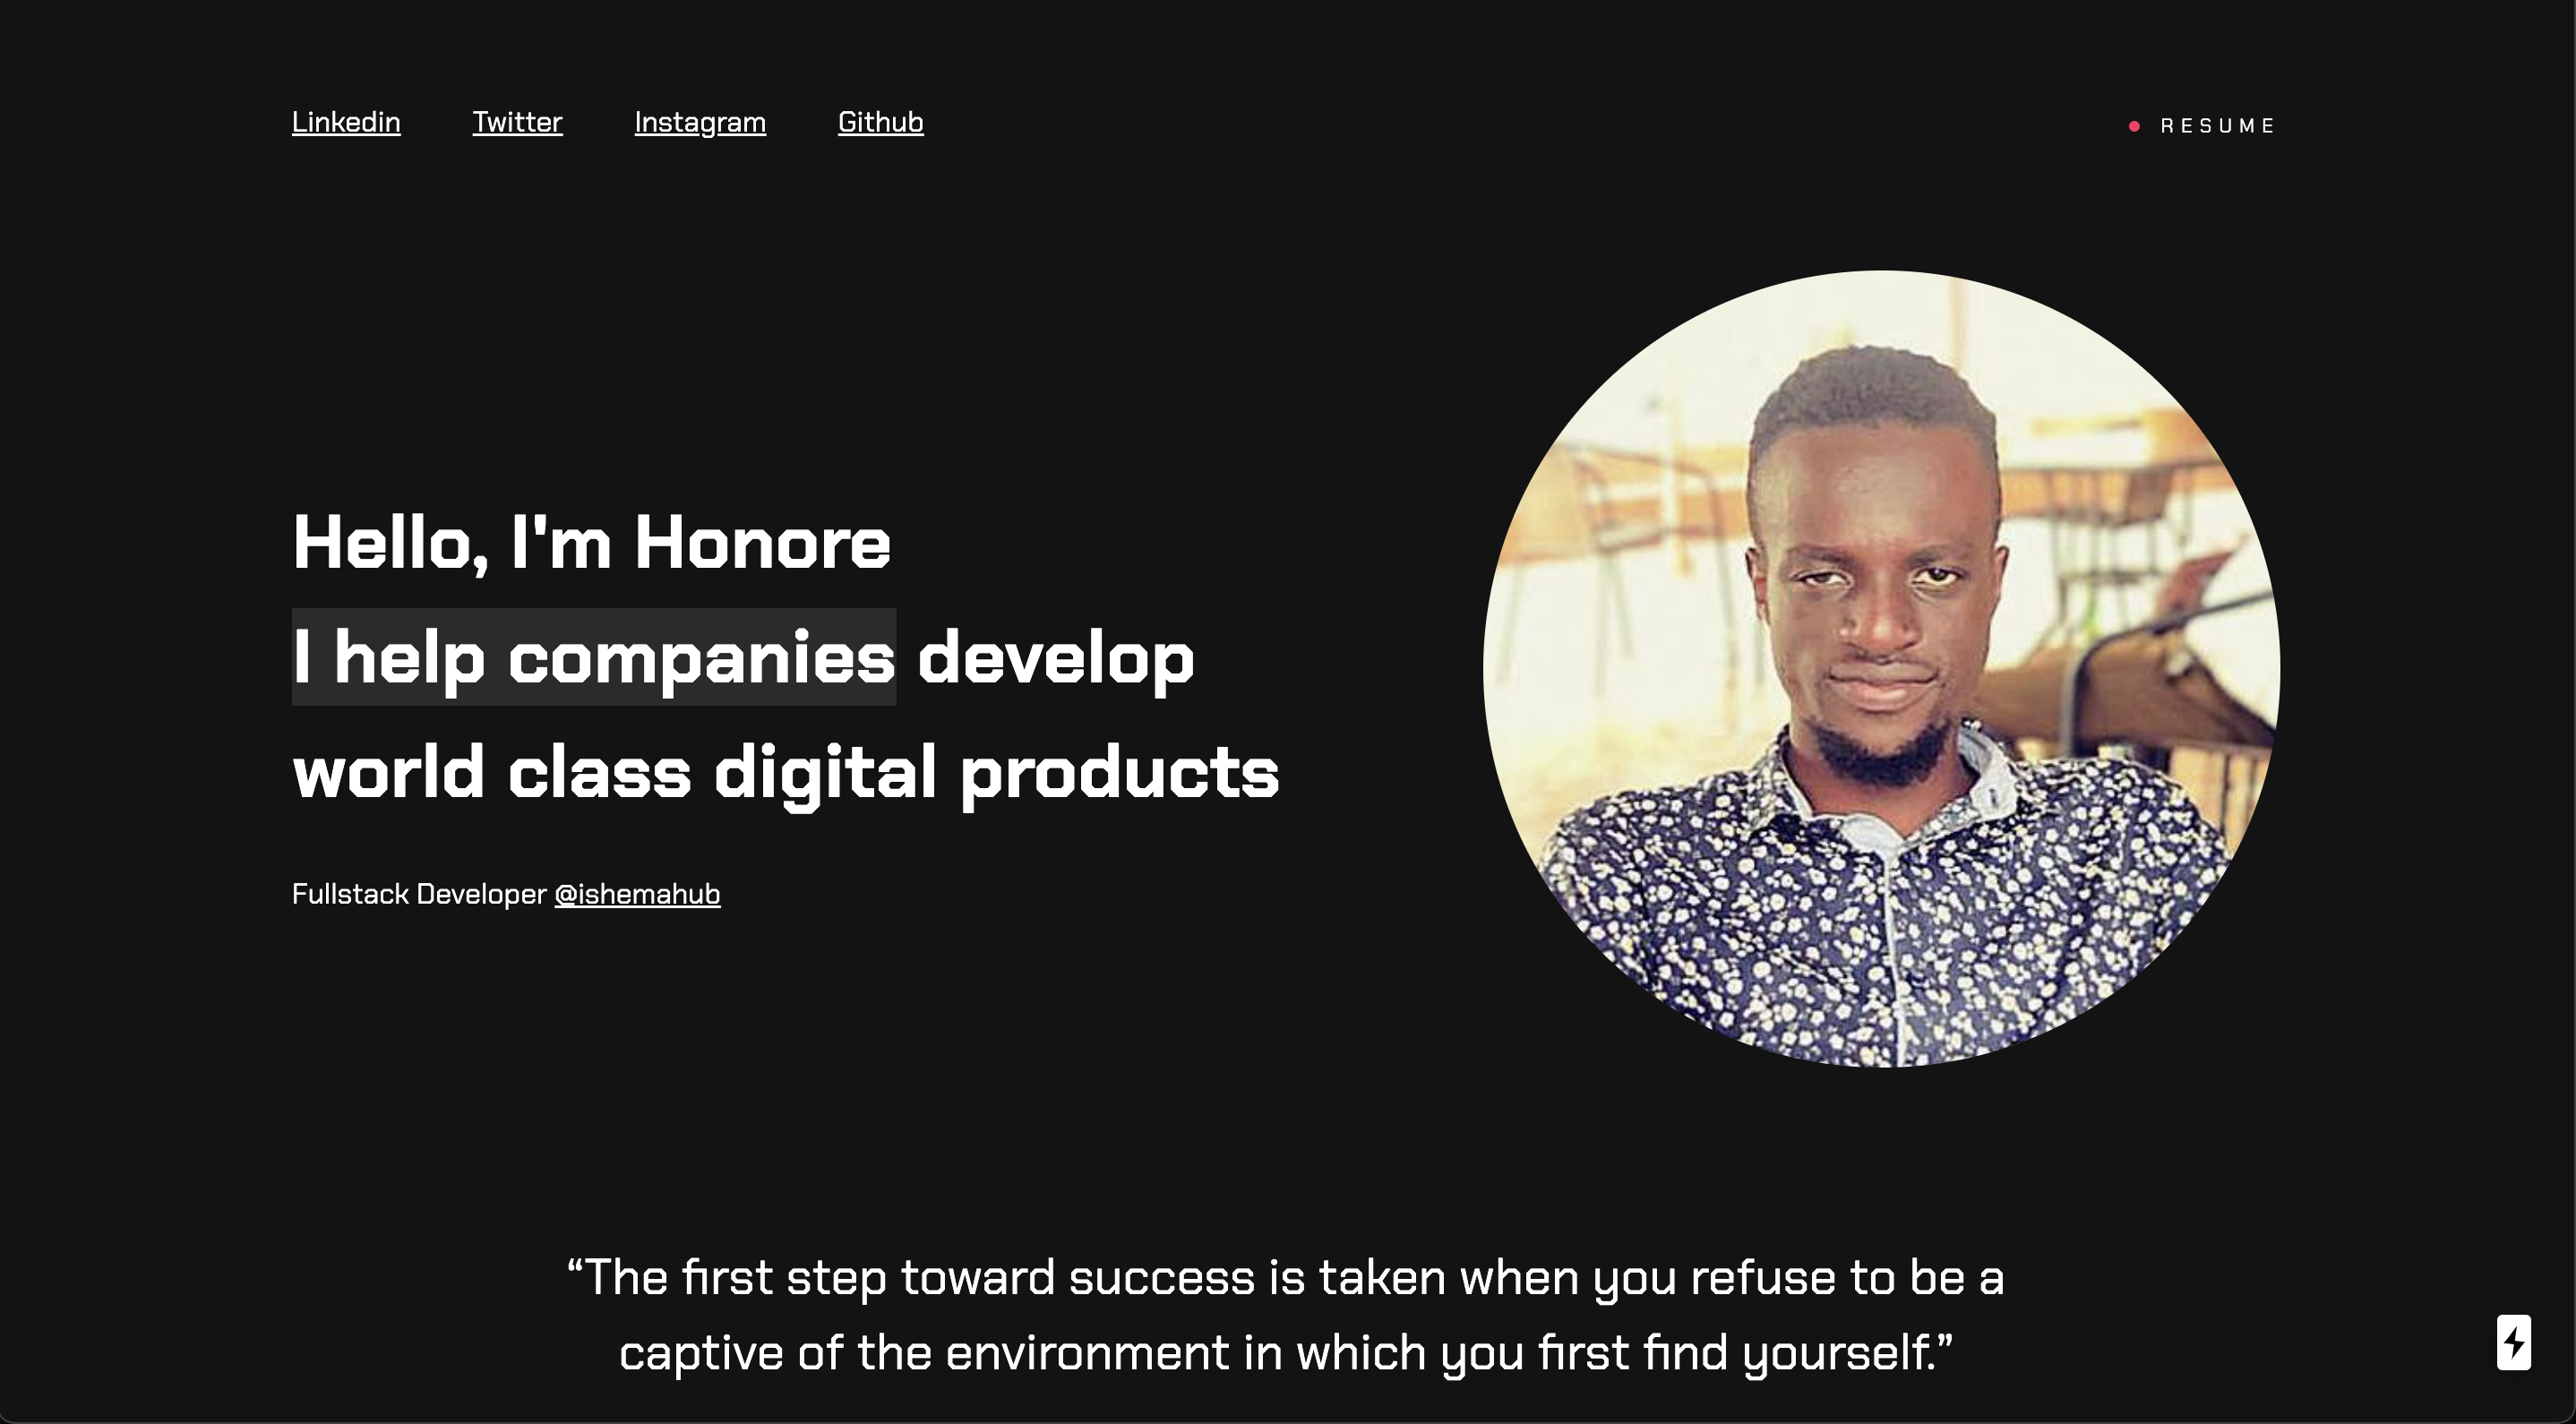 Linkedin Twitter Instagram Github
RESUME
Hello, I'm Honore
I help companies develop
world class digital products
Fullstack Developer @ishemahub
“The first step toward success is taken when you refuse to be a
captive of the environment in which you first find yourself.”